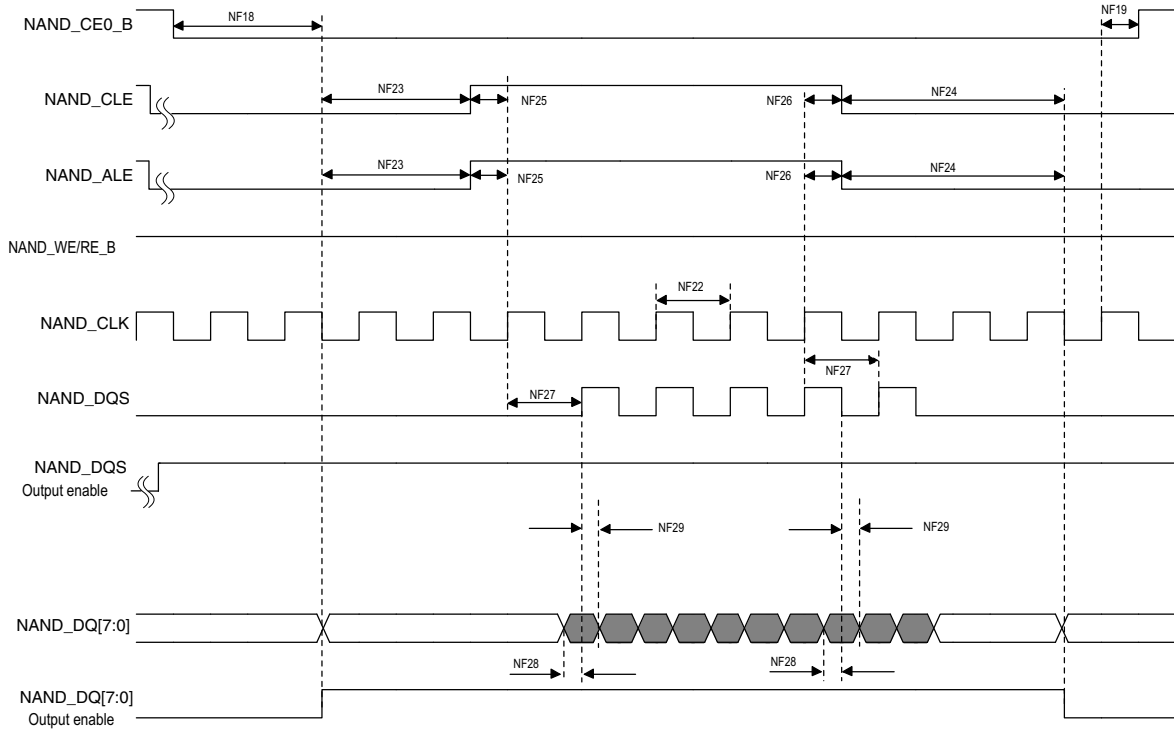 NF18
NF19
NAND_CE0_B
NF23
NF25
NF26
NF24
NAND_CLE
NF23
NF25
NF26
NF24
NAND_ALE
NAND_WE/RE_B
NF22
NAND_CLK
NF27
NF27
NAND_DQS
NAND_DQS
Output enable
NF29
NF29
NAND_DQ[7:0]
NF28
NF28
NAND_DQ[7:0]
Output enable